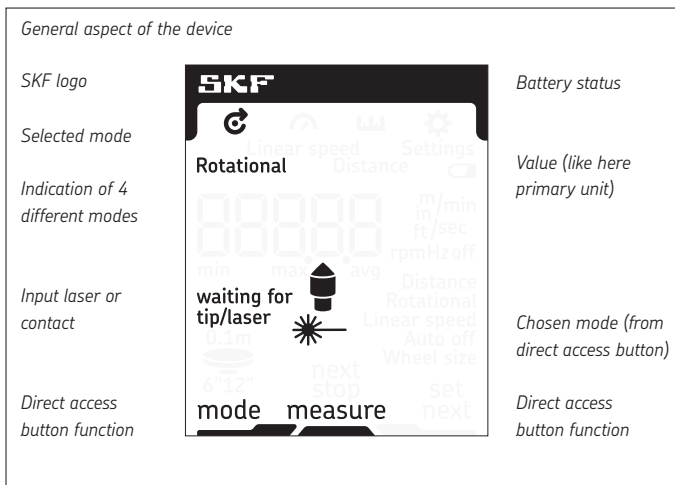 General aspect of the device
SKF logo
Selected mode
Indication of 4
different modes
Input laser or
contact
Direct access
button function
SKF
Linear speed Settings
Rotational Distance
88888
m/min
in
ft/sec
rpmHzoff
min max avg
Distance
waiting for Rotational
tip/laser Linear speed
0.1m Auto off
Wheel size
next
6"12" stop set
mode measure next
Battery status
Value (like here
primary unit)
Chosen mode (from
direct access button)
Direct access
button function